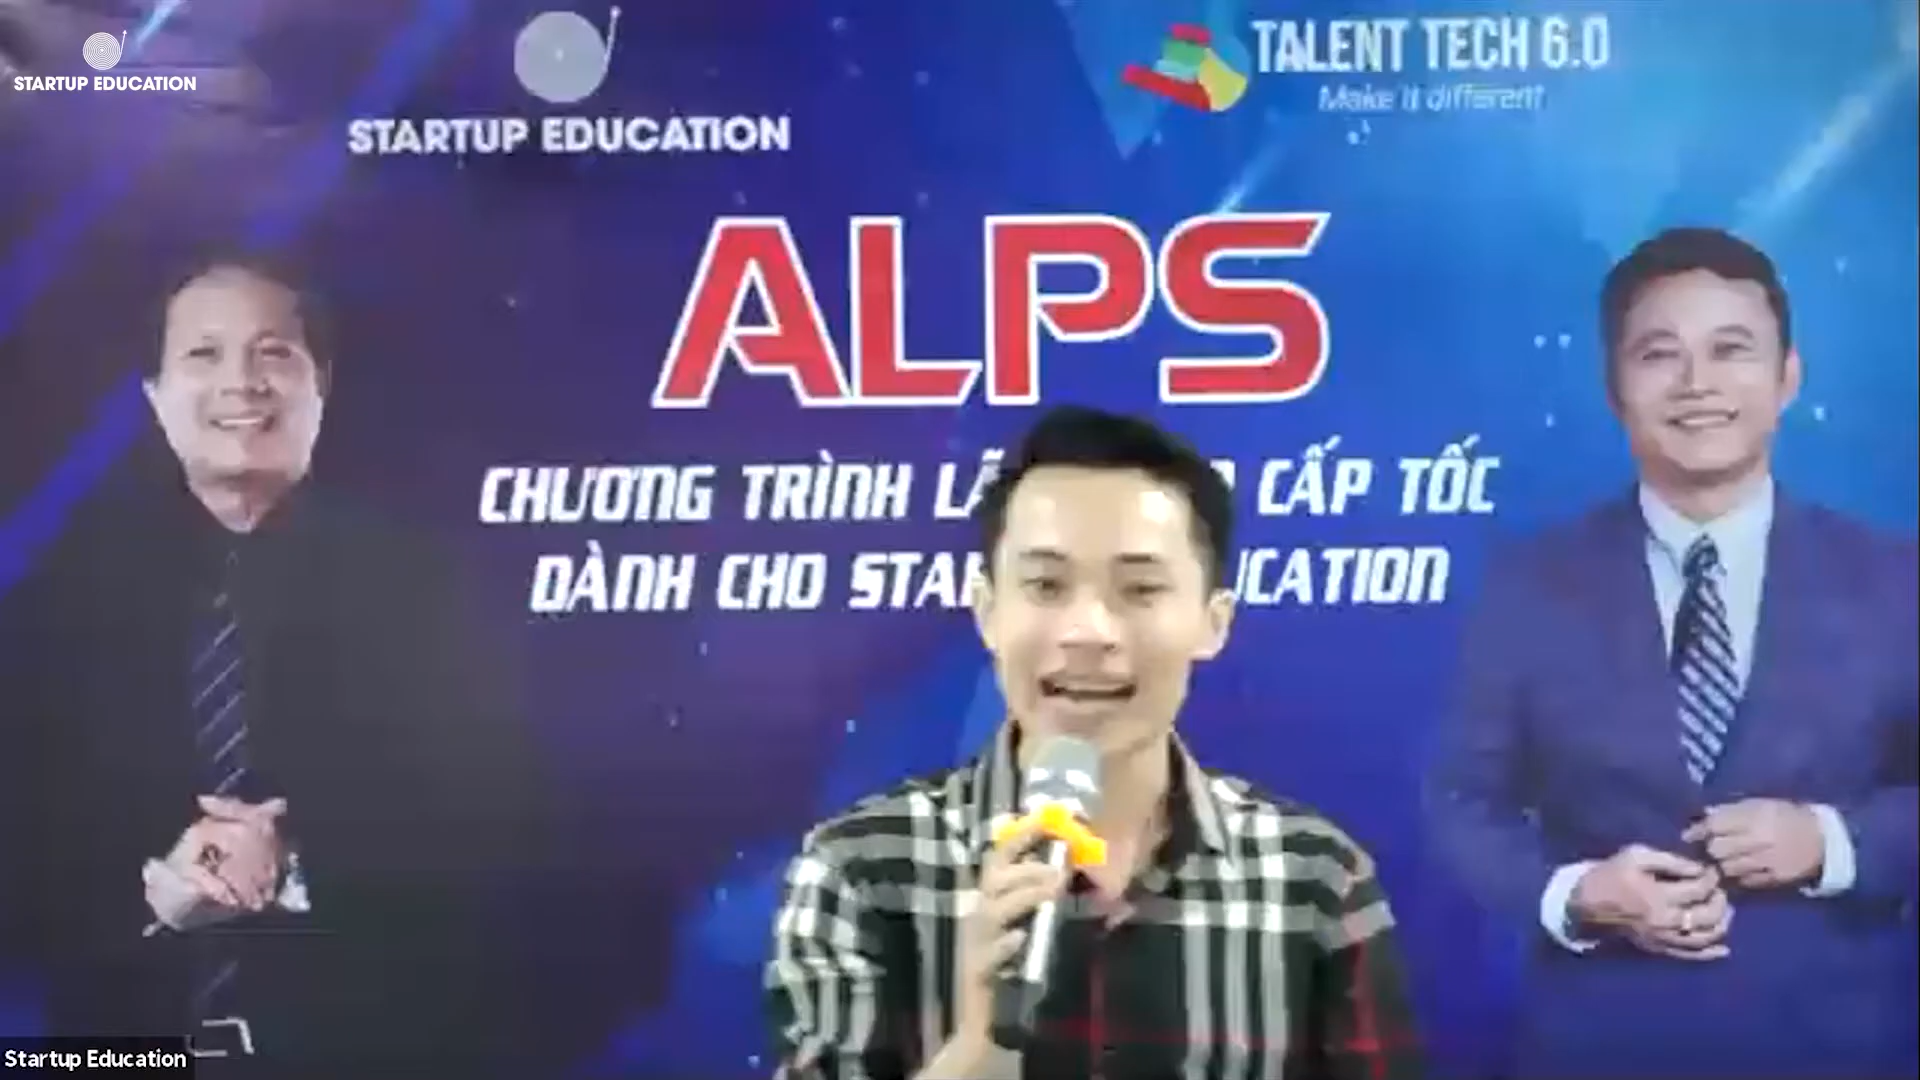 STARTUP EDUCATION
STARTUP EDUCATION
TALENT TECH 6.0
Make it different
ALPS
CHƯƠNG TRÌNH CẤP TỐC
DÀNH CHO
Startup Education